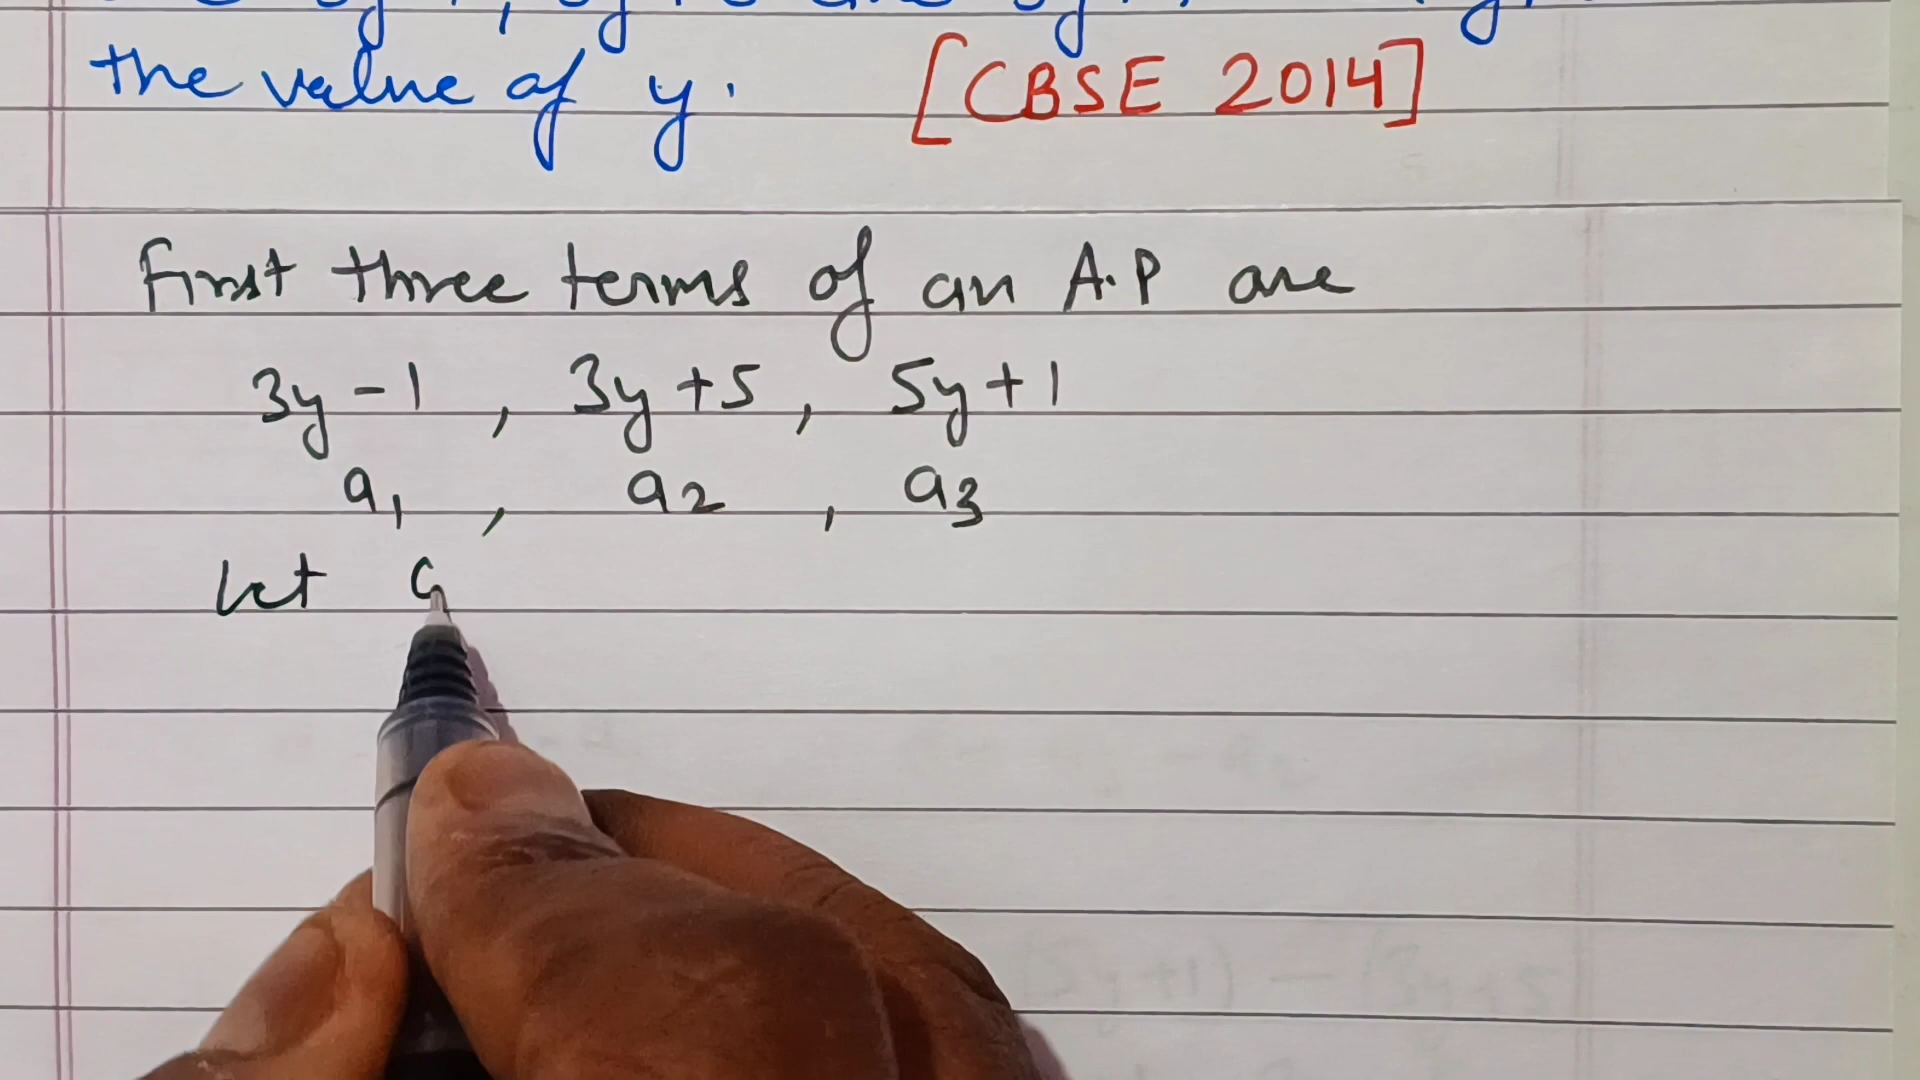 the value of y. [CBSE 2014]
First three terms of an A.P are
3y - 1, 3y + 5, 5y + 1
a1, a2, a3
Let a